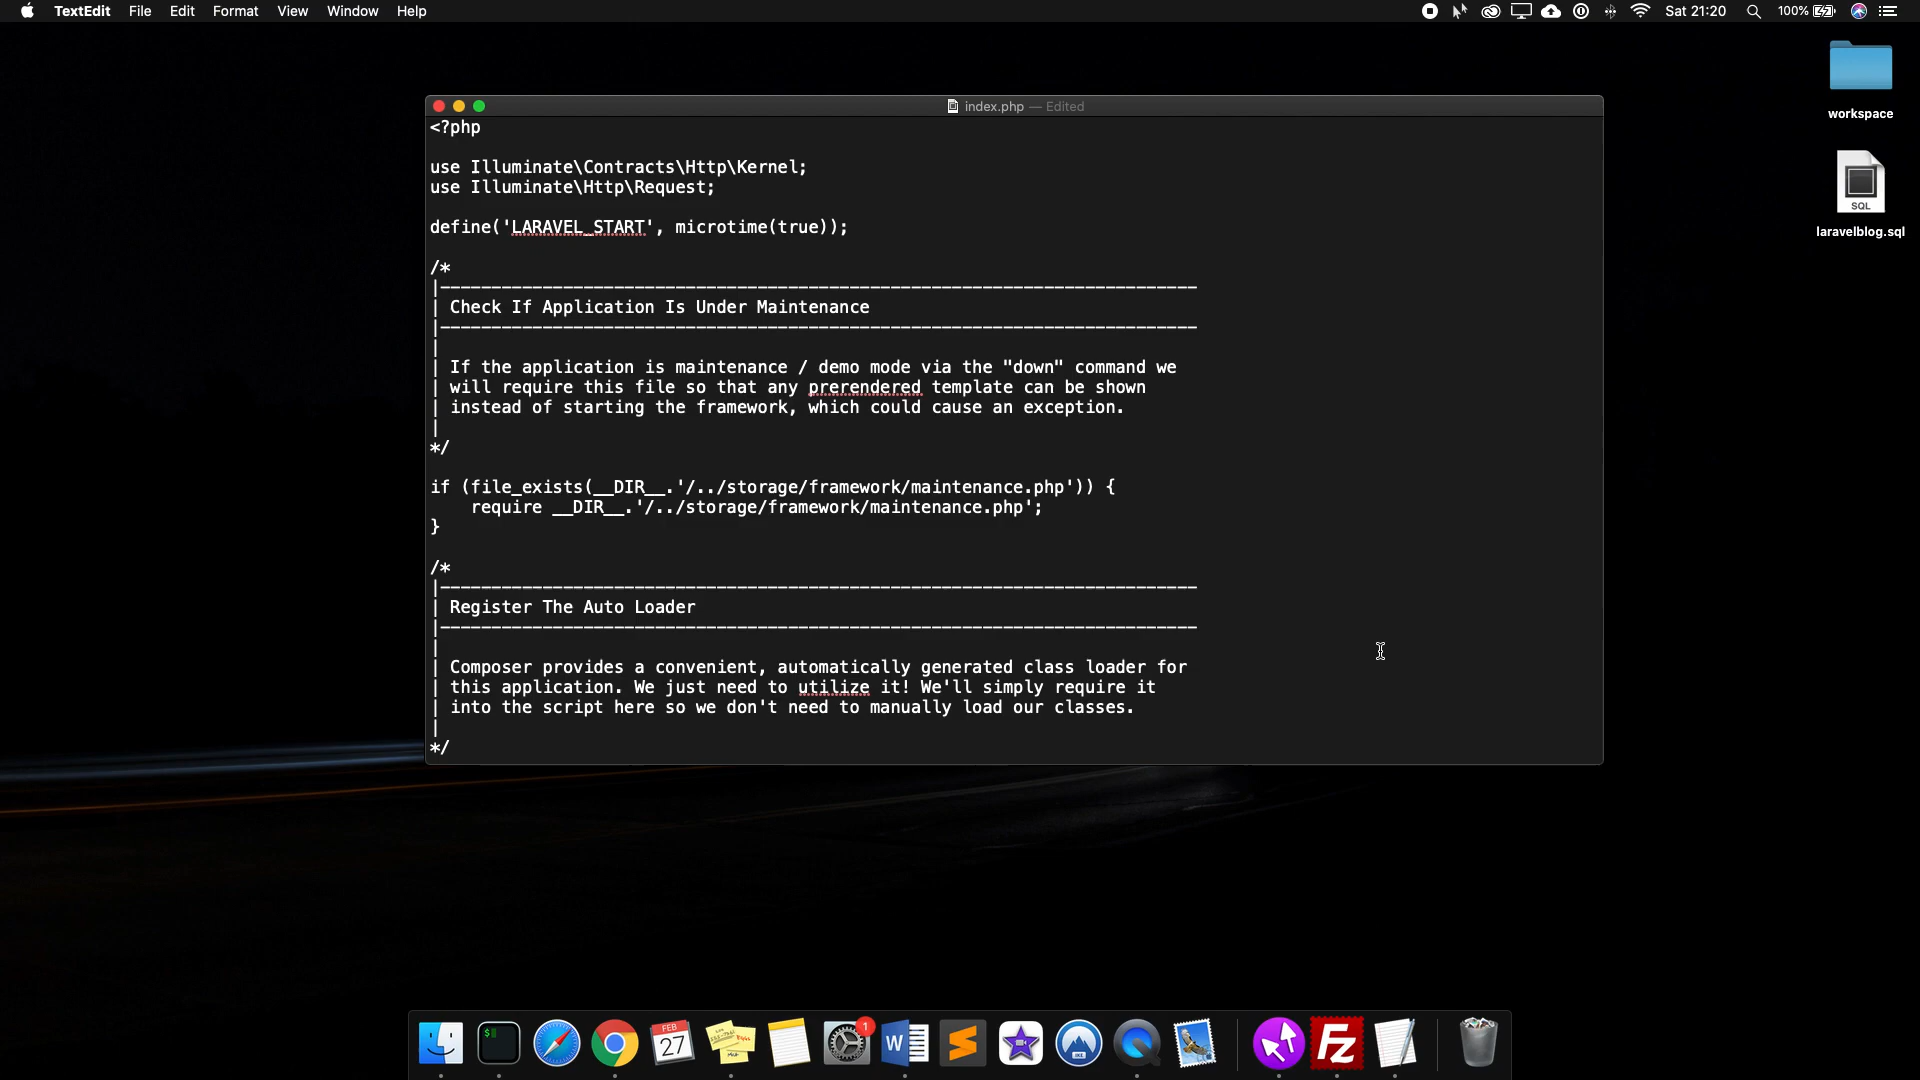 TextEdit File Edit Format View Window Help
Sat 21:20 100%
workspace
SQL
laravelblog.sql
index.php — Edited
<?php
use Illuminate\Contracts\Http\Kernel;
use Illuminate\Http\Request;
define('LARAVEL_START', microtime(true));
/*
|--------------------------------------------------------------------------
| Check If Application Is Under Maintenance
|--------------------------------------------------------------------------
|
| If the application is maintenance / demo mode via the "down" command we
| will require this file so that any prerendered template can be shown
| instead of starting the framework, which could cause an exception.
|
*/
if (file_exists(__DIR__.'/../storage/framework/maintenance.php')) {
    require __DIR__.'/../storage/framework/maintenance.php';
}
/*
|--------------------------------------------------------------------------
| Register The Auto Loader
|--------------------------------------------------------------------------
|
| Composer provides a convenient, automatically generated class loader for
| this application. We just need to utilize it! We'll simply require it
| into the script here so we don't need to manually load our classes.
|
*/
FEB
27
1
W
IKE
Fz